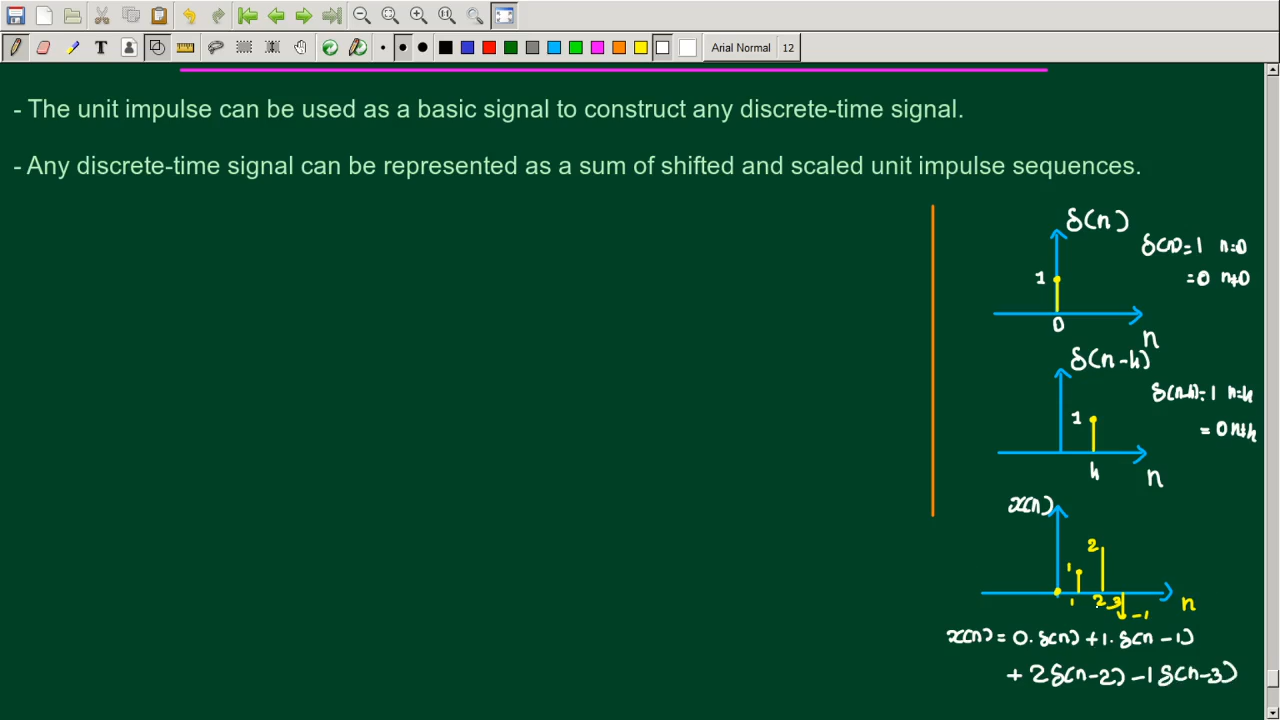 Arial Normal 12
- The unit impulse can be used as a basic signal to construct any discrete-time signal.
- Any discrete-time signal can be represented as a sum of shifted and scaled unit impulse sequences.
δ(n)
δ(n)=1 n=0
=0 n≠0
1
0
n
δ(n-k)
δ(n-k)=1 n=k
=0 n≠k
1
k
n
x(n)
2
1
1 2 3 -1
n
x(n)=0.δ(n)+1.δ(n-1)
+2δ(n-2)-1δ(n-3)